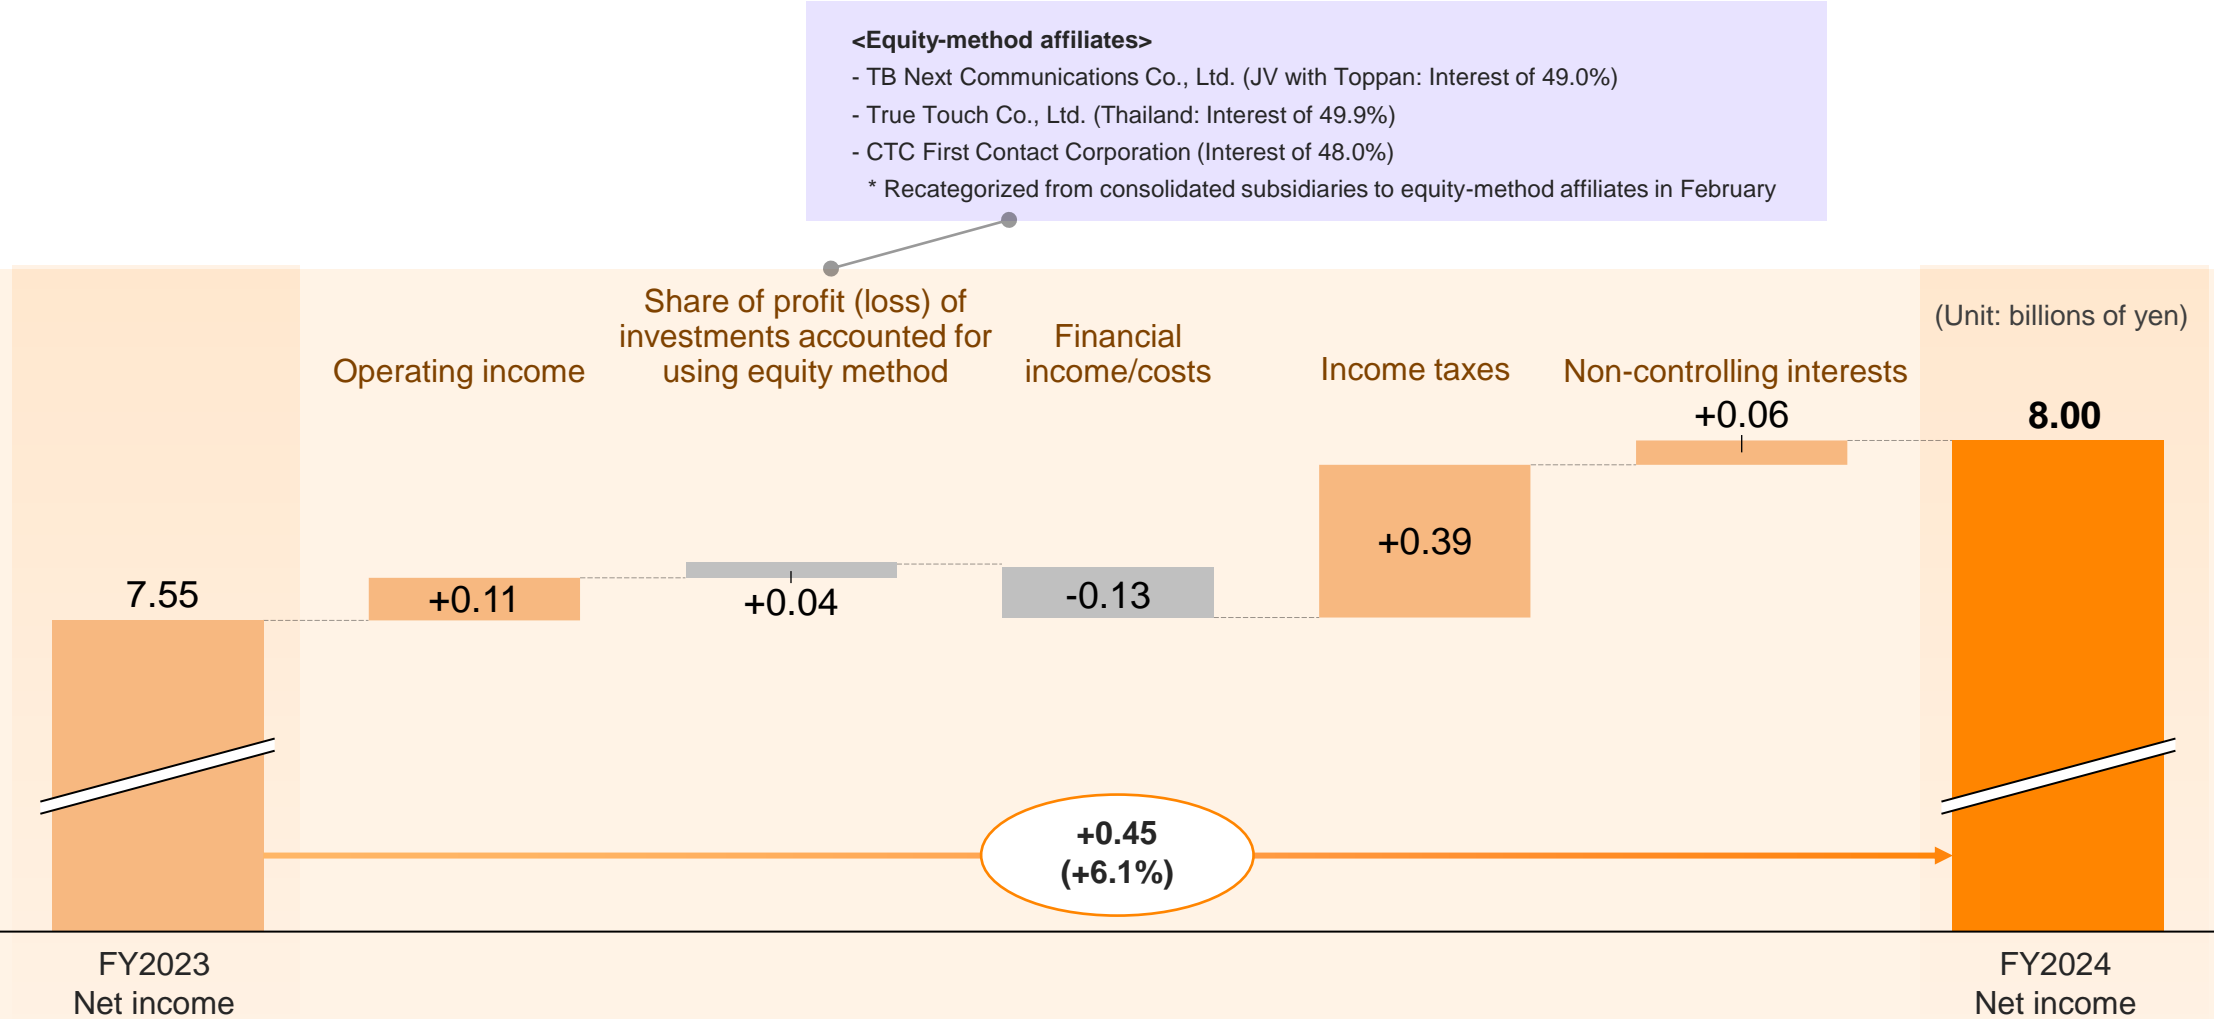 <Equity-method affiliates>
- TB Next Communications Co., Ltd. (JV with Toppan: Interest of 49.0%)
- True Touch Co., Ltd. (Thailand: Interest of 49.9%)
- CTC First Contact Corporation (Interest of 48.0%)
* Recategorized from consolidated subsidiaries to equity-method affiliates in February
(Unit: billions of yen)
Operating income
Share of profit (loss) of
investments accounted for
using equity method
Financial
income/costs
Income taxes
Non-controlling interests
7.55
+0.11
+0.04
-0.13
+0.39
+0.06
8.00
+0.45
(+6.1%)
FY2023
Net income
FY2024
Net income